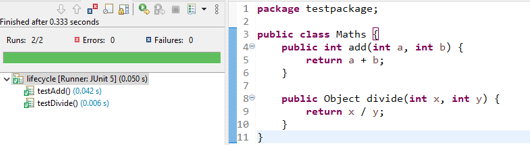 Finished after 0.333 seconds
Runs: 2/2
Errors: 0
Failures: 0
lifecycle [Runner: JUnit 5] (0.050 s)
testAdd() (0.042 s)
testDivide() (0.006 s)
1 package testpackage;
2
3 public class Maths {
4 public int add(int a, int b) {
5 return a + b;
6 }
7
8 public Object divide(int x, int y) {
9 return x / y;
10 }
11 }